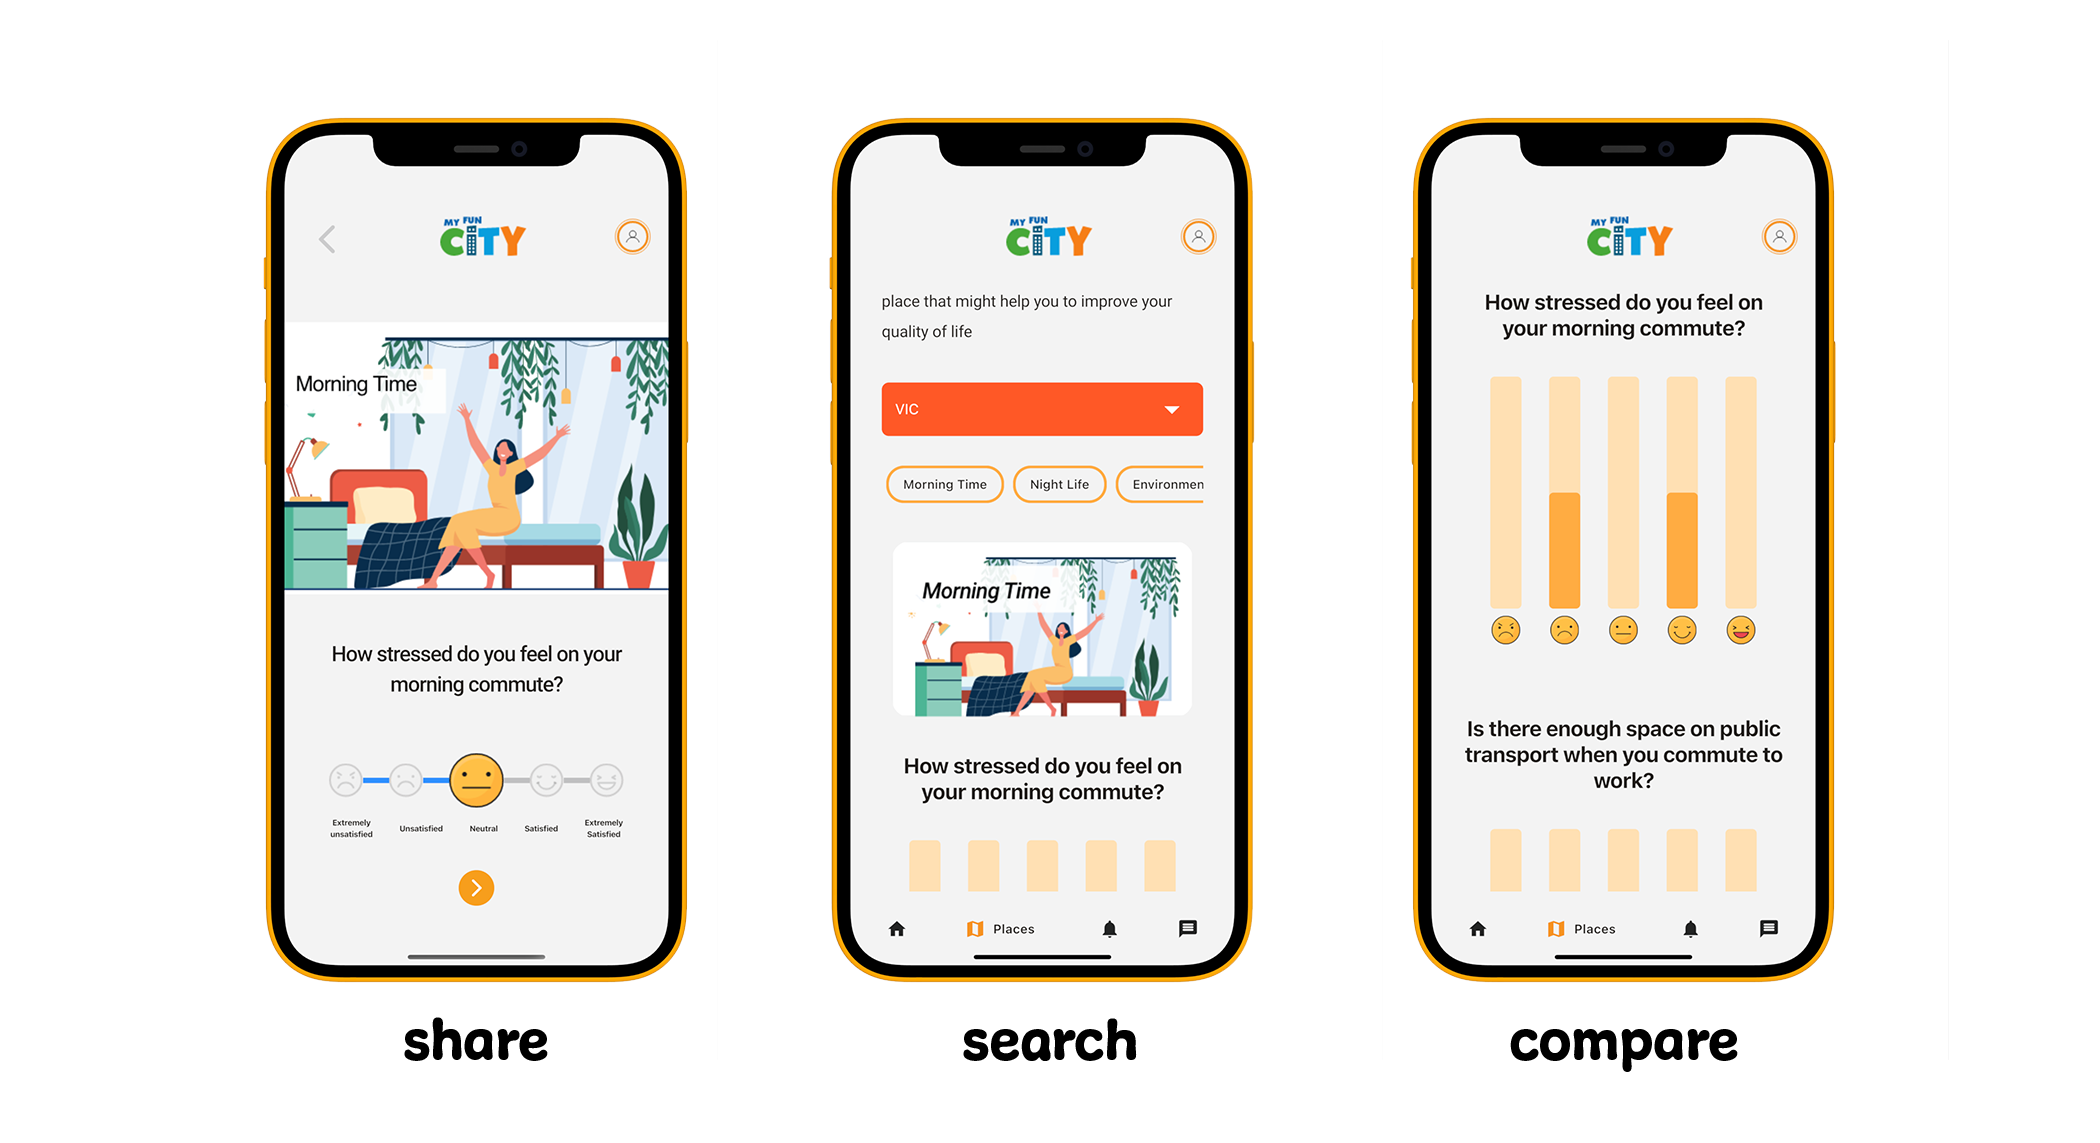 MY FUN
CITY
Morning Time
How stressed do you feel on your
morning commute?
Extremely
unsatisfied
Unsatisfied
Neutral
Satisfied
Extremely
Satisfied
share
MY FUN
CITY
place that might help you to improve your
quality of life
VIC
Morning Time
Night Life
Environmen
Morning Time
How stressed do you feel on
your morning commute?
Places
search
MY FUN
CITY
How stressed do you feel on
your morning commute?
Is there enough space on public
transport when you commute to
work?
Places
compare